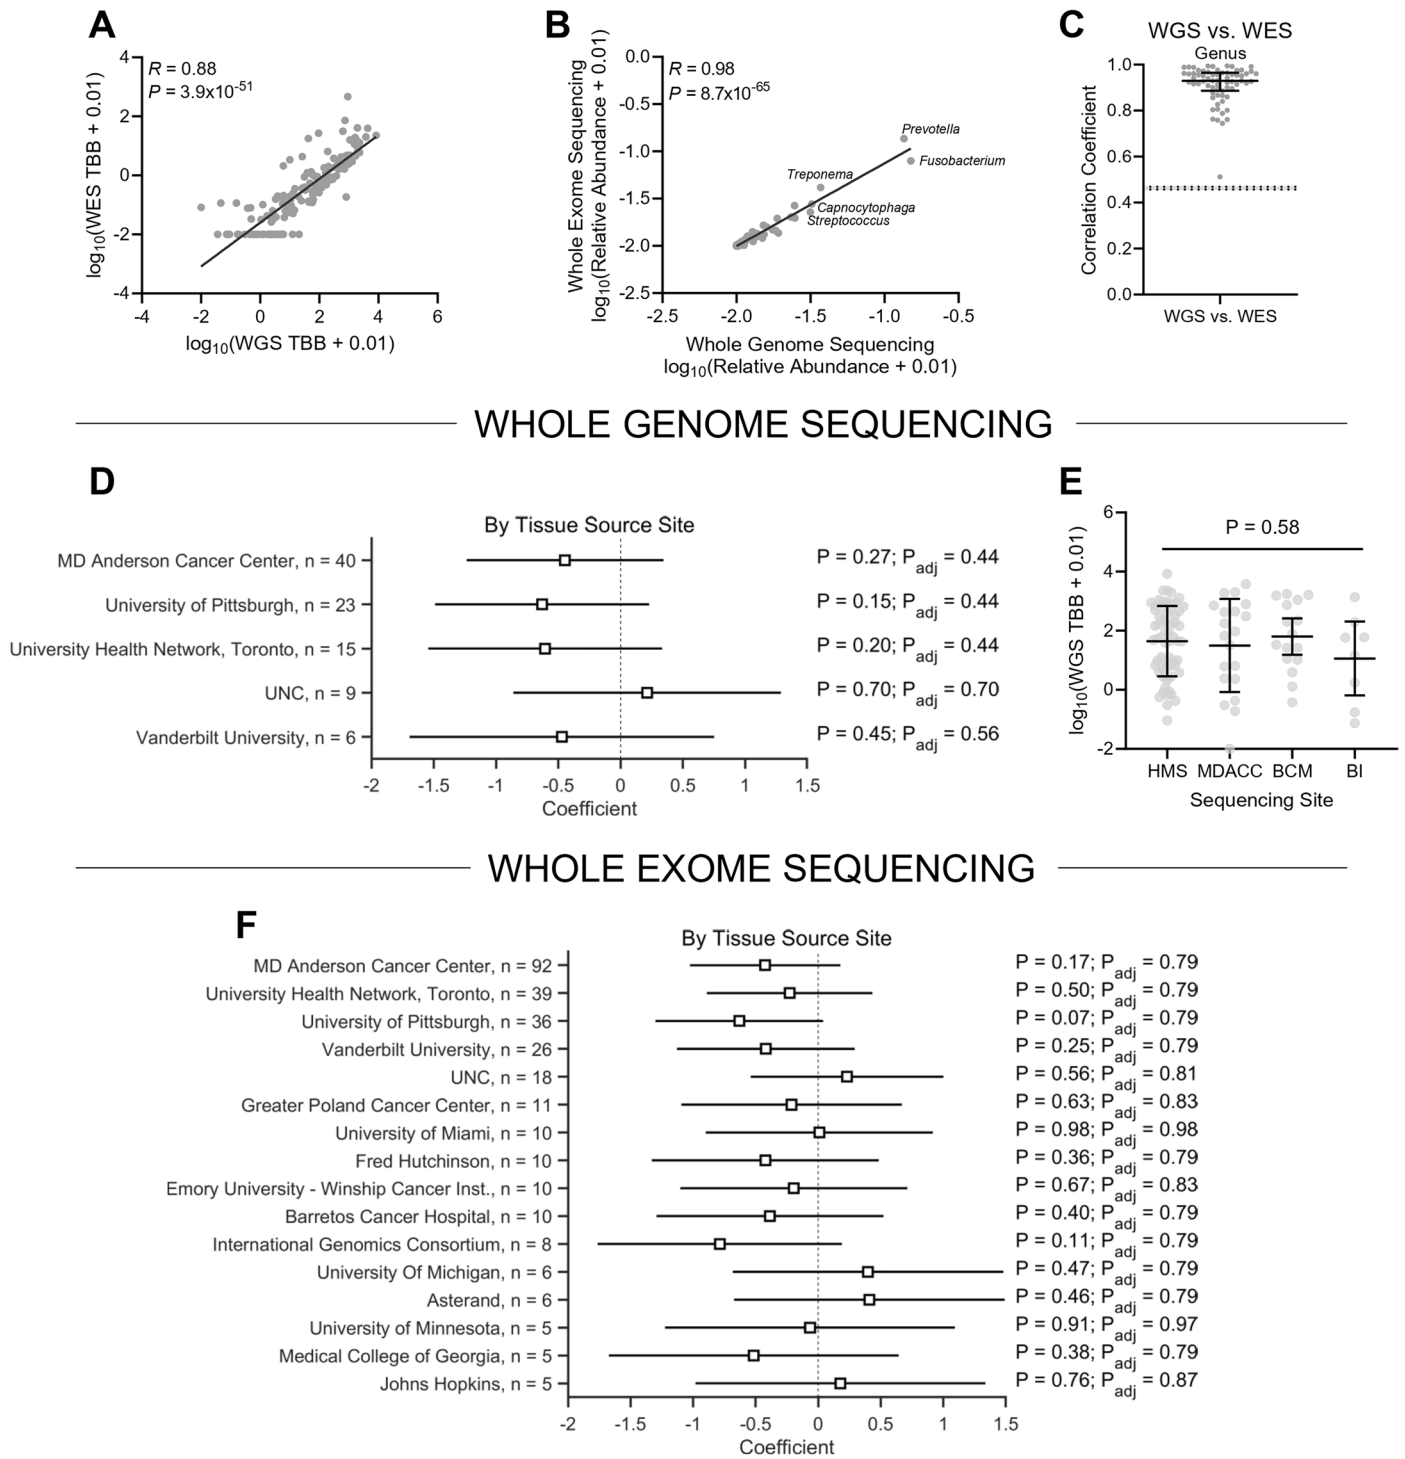 A
B
C
WGS vs. WES
Genus
R = 0.88
P = 3.9x10-51
log10(WES TBB + 0.01)
4
2
0
-2
-4
-4 -2 0 2 4 6
log10(WGS TBB + 0.01)
R = 0.98
P = 8.7x10-65
Whole Exome Sequencing
log10(Relative Abundance + 0.01)
0.0
-0.5
-1.0
-1.5
-2.0
-2.5
Prevotella
Fusobacterium
Treponema
Capnocytophaga
Streptococcus
-2.5 -2.0 -1.5 -1.0 -0.5
Whole Genome Sequencing
log10(Relative Abundance + 0.01)
Correlation Coefficient
1.0
0.8
0.6
0.4
0.2
0.0
WGS vs. WES
WHOLE GENOME SEQUENCING
D
By Tissue Source Site
MD Anderson Cancer Center, n = 40 P = 0.27; Padj = 0.44
University of Pittsburgh, n = 23 P = 0.15; Padj = 0.44
University Health Network, Toronto, n = 15 P = 0.20; Padj = 0.44
UNC, n = 9 P = 0.70; Padj = 0.70
Vanderbilt University, n = 6 P = 0.45; Padj = 0.56
-2 -1.5 -1 -0.5 0 0.5 1 1.5
Coefficient
E
P = 0.58
log10(WGS TBB + 0.01)
6
4
2
0
-2
HMS MDACC BCM BI
Sequencing Site
WHOLE EXOME SEQUENCING
F
By Tissue Source Site
MD Anderson Cancer Center, n = 92 P = 0.17; Padj = 0.79
University Health Network, Toronto, n = 39 P = 0.50; Padj = 0.79
University of Pittsburgh, n = 36 P = 0.07; Padj = 0.79
Vanderbilt University, n = 26 P = 0.25; Padj = 0.79
UNC, n = 18 P = 0.56; Padj = 0.81
Greater Poland Cancer Center, n = 11 P = 0.63; Padj = 0.83
University of Miami, n = 10 P = 0.98; Padj = 0.98
Fred Hutchinson, n = 10 P = 0.36; Padj = 0.79
Emory University - Winship Cancer Inst., n = 10 P = 0.67; Padj = 0.83
Barretos Cancer Hospital, n = 10 P = 0.40; Padj = 0.79
International Genomics Consortium, n = 8 P = 0.11; Padj = 0.79
University Of Michigan, n = 6 P = 0.47; Padj = 0.79
Asterand, n = 6 P = 0.46; Padj = 0.79
University of Minnesota, n = 5 P = 0.91; Padj = 0.97
Medical College of Georgia, n = 5 P = 0.38; Padj = 0.79
Johns Hopkins, n = 5 P = 0.76; Padj = 0.87
-2 -1.5 -1 -0.5 0 0.5 1 1.5
Coefficient